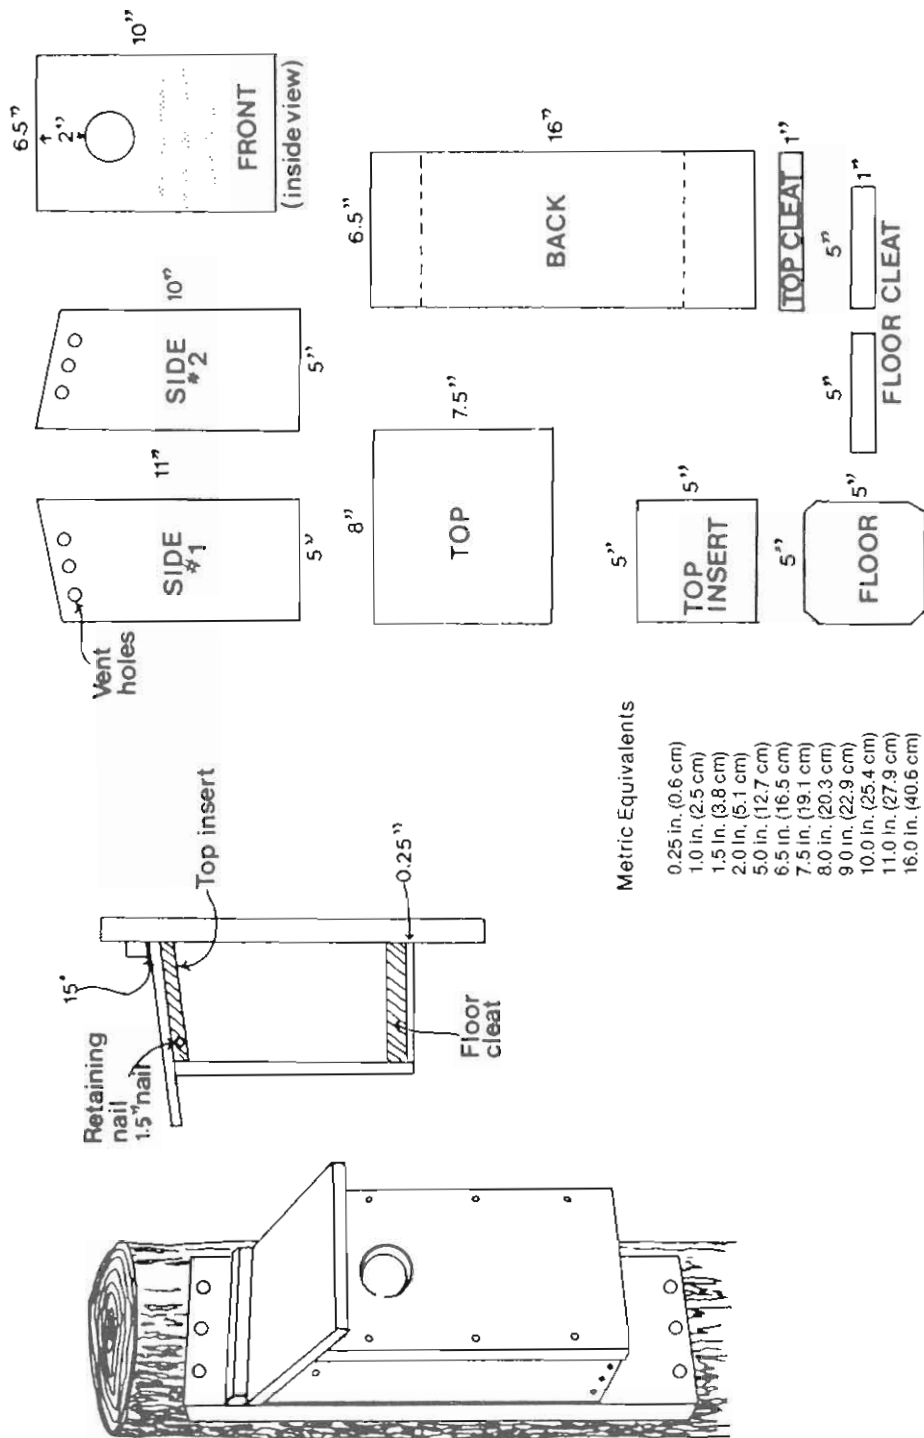 6.5"
2"
10"
FRONT
(inside view)
10"
SIDE
#2
5"
11"
SIDE
#1
5"
Vent
holes
16"
6.5"
BACK
TOP CLEAT
1"
5"
1"
5"
FLOOR CLEAT
7.5"
8"
TOP
5"
5"
TOP
INSERT
5"
5"
FLOOR
Retaining
nail
1.5" nail
15°
Top insert
0.25"
Floor
cleat
Metric Equivalents
0.25 in. (0.6 cm)
1.0 in. (2.5 cm)
1.5 in. (3.8 cm)
2.0 in. (5.1 cm)
5.0 in. (12.7 cm)
6.5 in. (16.5 cm)
7.5 in. (19.1 cm)
8.0 in. (20.3 cm)
9.0 in. (22.9 cm)
10.0 in. (25.4 cm)
11.0 in. (27.9 cm)
16.0 in. (40.6 cm)